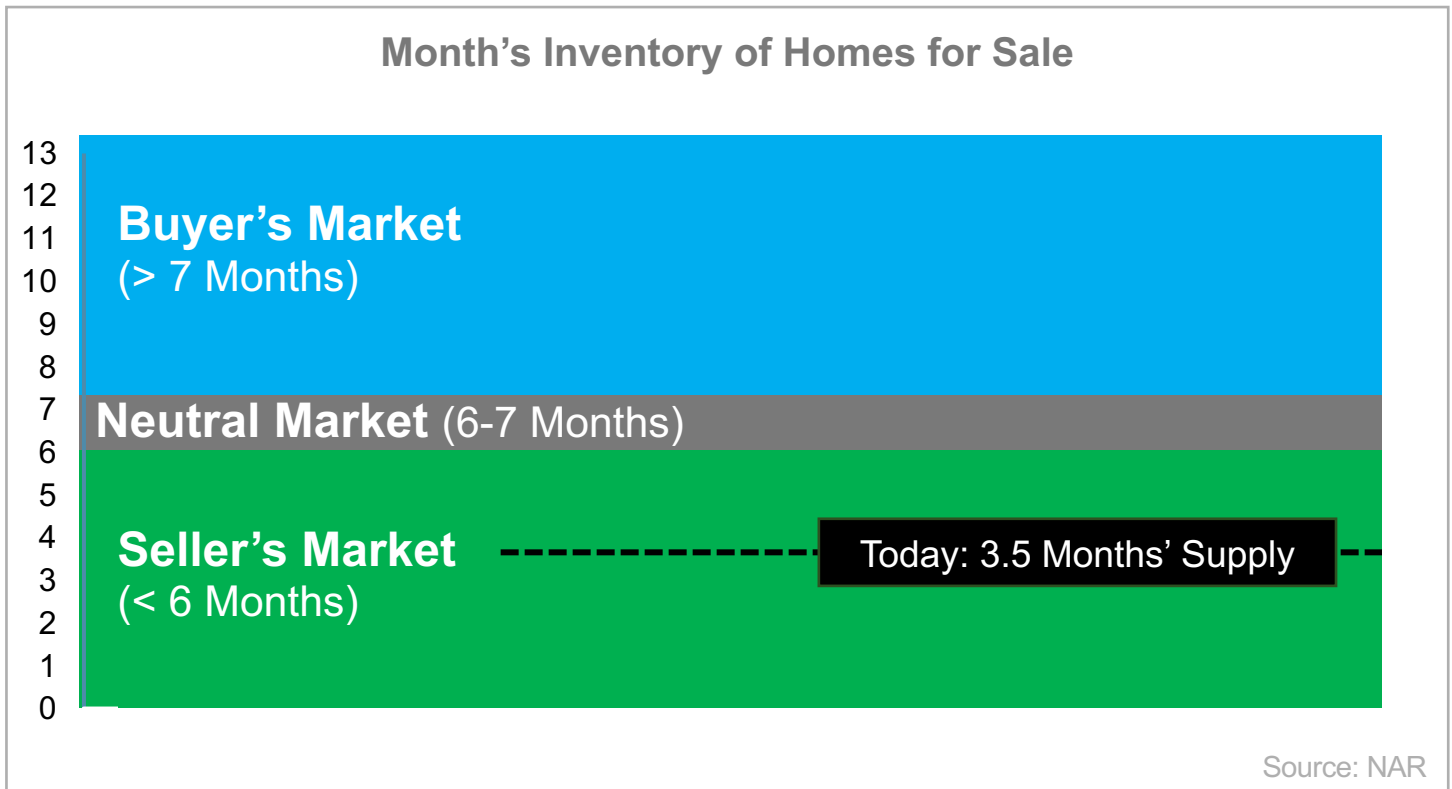 Month’s Inventory of Homes for Sale
13
12
11
10
9
8
7
6
5
4
3
2
1
0
Buyer’s Market
(> 7 Months)
Neutral Market (6-7 Months)
Seller’s Market
(< 6 Months)
Today: 3.5 Months’ Supply
Source: NAR